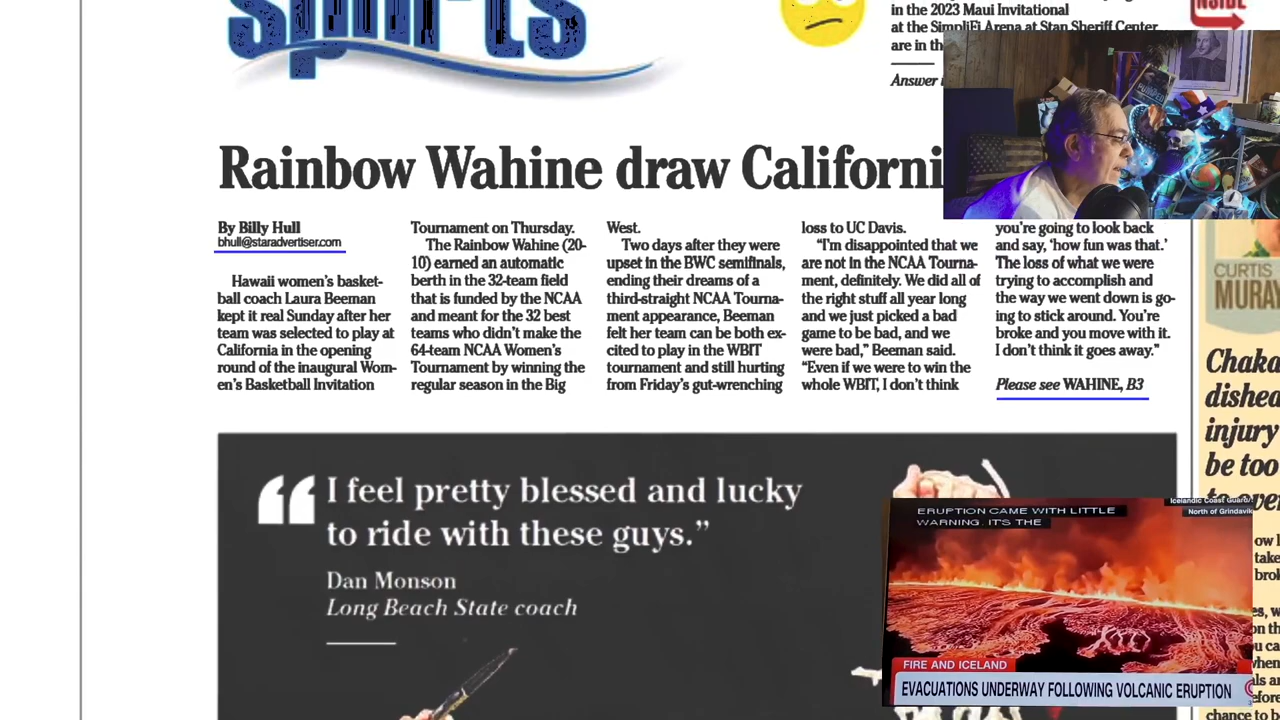 sports
in the 2023 Maui Invitational
at the SimpliFi Arena at Stan Sheriff Center
are in th
Answer
Rainbow Wahine draw Californi
By Billy Hull
bhull@staradvertiser.com
Hawaii women's basket-
ball coach Laura Beeman
kept it real Sunday after her
team was selected to play at
California in the opening
round of the inaugural Wom-
en's Basketball Invitation
Tournament on Thursday.
The Rainbow Wahine (20-
10) earned an automatic
berth in the 32-team field
that is funded by the NCAA
and meant for the 32 best
teams who didn't make the
64-team NCAA Women's
Tournament by winning the
regular season in the Big
West.
Two days after they were
upset in the BWC semifinals,
ending their dreams of a
third-straight NCAA Tourna-
ment appearance, Beeman
felt her team can be both ex-
cited to play in the WBIT
tournament and still hurting
from Friday's gut-wrenching
loss to UC Davis.
"I'm disappointed that we
are not in the NCAA Tourna-
ment, definitely. We did all of
the right stuff all year long
and we just picked a bad
game to be bad, and we
were bad," Beeman said.
"Even if we were to win the
whole WBIT, I don't think
you're going to look back
and say, 'how fun was that.'
The loss of what we were
trying to accomplish and
the way we went down is go-
ing to stick around. You're
broke and you move with it.
I don't think it goes away."
Please see WAHINE, B3
CURTIS
MURAY
Chaka
dishea
injury
be too
to over
"I feel pretty blessed and lucky
to ride with these guys."
Dan Monson
Long Beach State coach
Icelandic Coast Guard/
North of Grindavik
ERUPTION CAME WITH LITTLE
WARNING. IT'S THE
FIRE AND ICELAND
EVACUATIONS UNDERWAY FOLLOWING VOLCANIC ERUPTION
chance to b